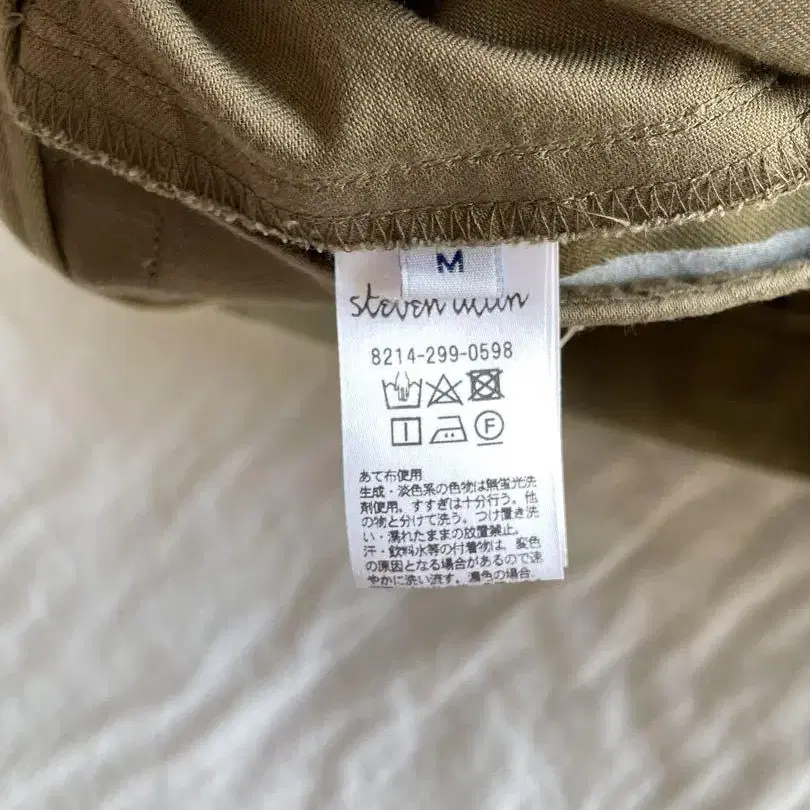 M
steven alan
8214-299-0598
F
あて布使用
生成・淡色系の色物は無蛍光洗
剤使用。すすぎは十分行う。他
の物と分けて洗う。つけ置き洗
い・濡れたままの放置禁止。
汗・飲料水等の付着物は、変色
の原因となる場合があるので速
やかに洗い流す。濃色の場合、